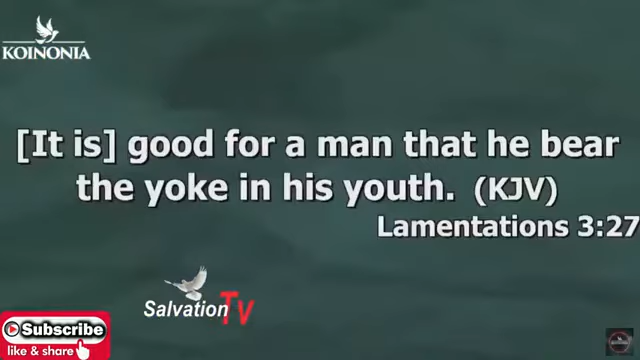 KOINONIA
[It is] good for a man that he bear
the yoke in his youth. (KJV)
Lamentations 3:27
SalvationTV
Subscribe
like & share